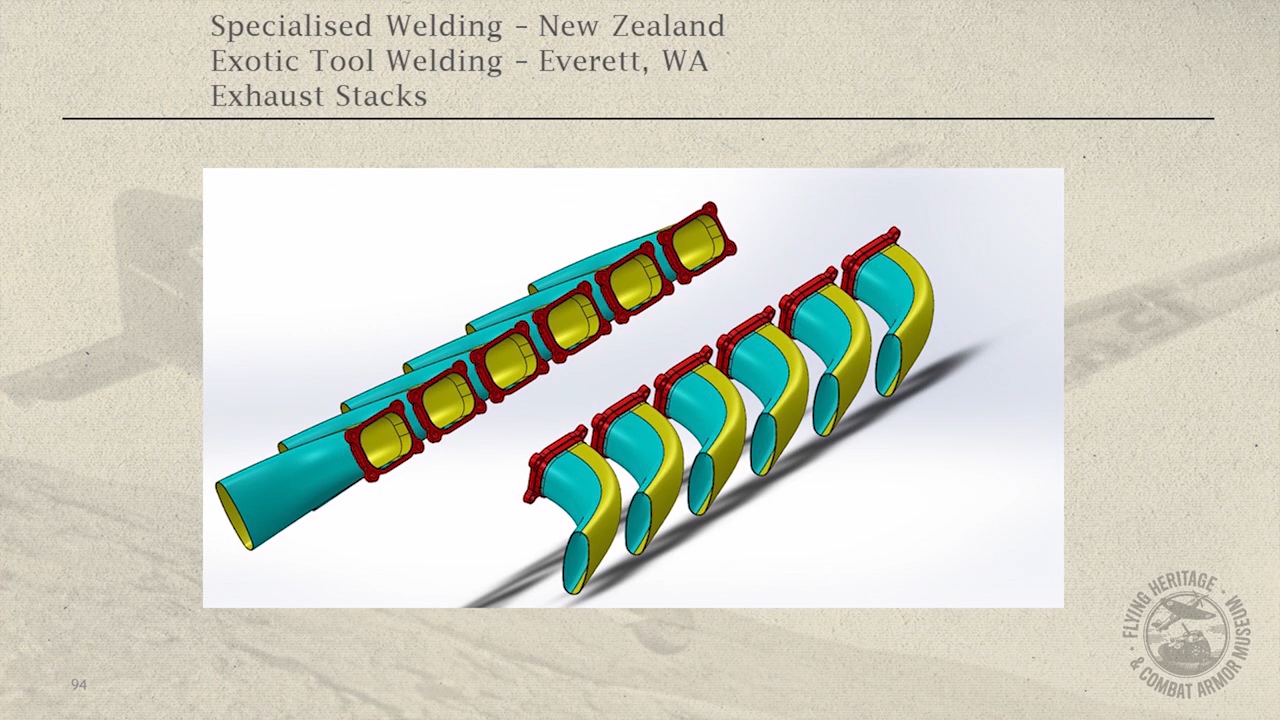 Specialised Welding – New Zealand
Exotic Tool Welding – Everett, WA
Exhaust Stacks
94
FLYING HERITAGE
& COMBAT ARMOR MUSEUM